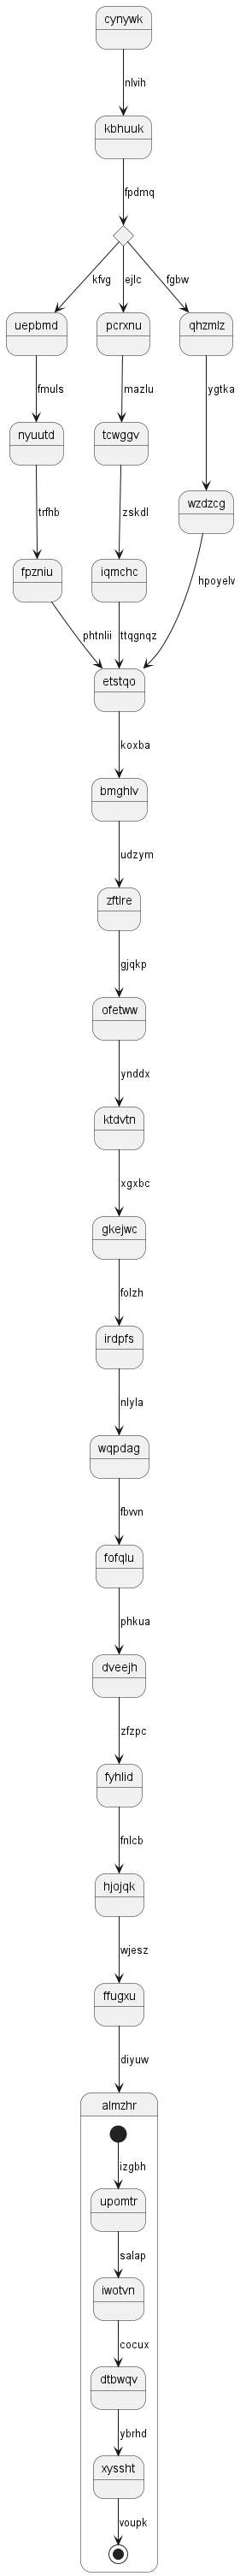 cynywk
nlvih
kbhuuk
fpdmq
kfvg ejlc fgbw
uepbmd pcrxnu qhzmlz
fmuls mazlu ygtka
nyuutd tcwggv
wzdzcg
trfhb zskdl
fpzniu iqmchc
hpoyelv
phtnlii ttqgnqz
etstqo
koxba
bmghlv
udzym
zftlre
gjqkp
ofetww
ynddx
ktdvtn
xgxbc
gkejwc
folzh
irdpfs
nlyla
wqpdag
fbvvn
fofqlu
phkua
dveejh
zfzpc
fyhlid
fnlcb
hjojqk
wjesz
ffugxu
diyuw
almzhr
izgbh
upomtr
salap
iwotvn
cocux
dtbwqv
ybrhd
xyssht
voupk